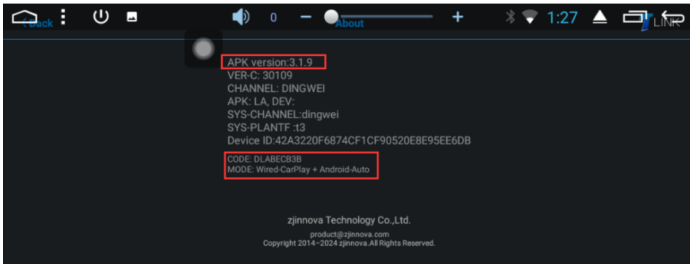 0 - + 1:27
Back About ZLINK
APK version:3.1.9
VER-C: 30109
CHANNEL: DINGWEI
APK: LA, DEV:
SYS-CHANNEL:dingwei
SYS-PLANTF :t3
Device ID:42A3220F6874CF1CF90520E8E95EE6DB
CODE: DLABECB3B
MODE: Wired-CarPlay + Android-Auto
zjinnova Technology Co.,Ltd.
product@zjinnova.com
Copyright 2014-2024 zjinnova.All Rights Reserved.